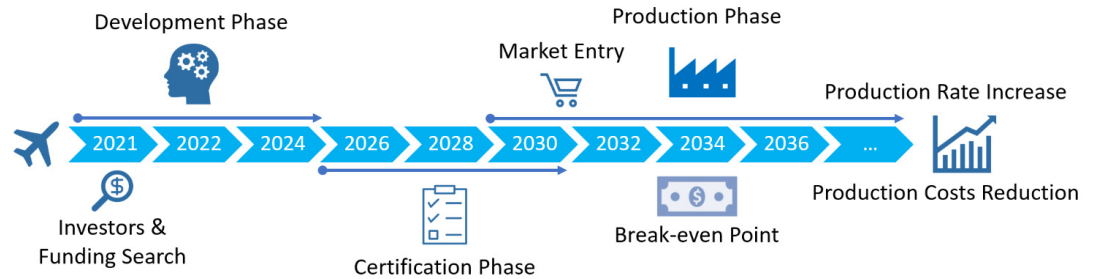 Development Phase
Production Phase
Market Entry
Production Rate Increase
2021
2022
2024
2026
2028
2030
2032
2034
2036
...
$
$
Investors &
Funding Search
Certification Phase
Break-even Point
Production Costs Reduction